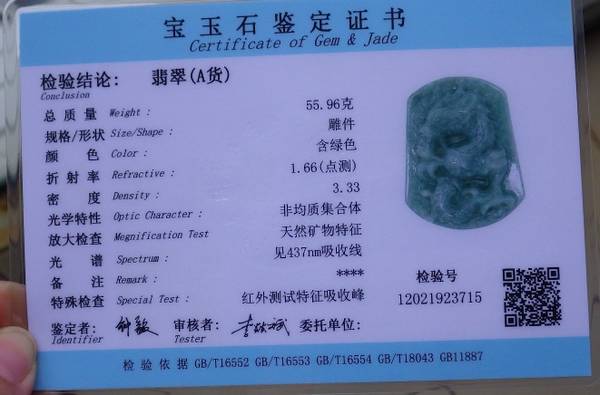 宝玉石鉴定证书
Certificate of Gem & Jade
检验结论: 翡翠(A货)
Conclusion
总质量 Weight: 55.96克
规格/形状 Size/Shape: 雕件
颜色 Color: 含绿色
折射率 Refractive: 1.66(点测)
密度 Density: 3.33
光学特性 Optic Character: 非均质集合体
放大检查 Megnification Test 天然矿物特征
光谱 Spectrum: 见437nm吸收线
备注 Remark: ****
特殊检查 Special Test: 红外测试特征吸收峰
检验号
12021923715
鉴定者: 审核者: 委托单位:
Identifier Tester
检验依据 GB/T16552 GB/T16553 GB/T16554 GB/T18043 GB11887